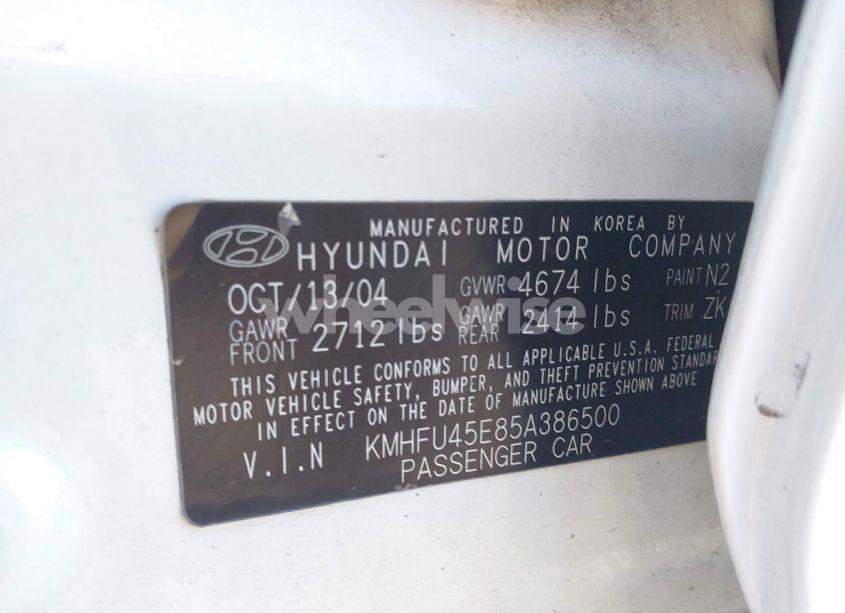 MANUFACTURED IN KOREA BY
HYUNDAI MOTOR COMPANY
OCT/13/04 GVWR 4674 lbs PAINT N2
GAWR FRONT 2712 lbs GAWR REAR 2414 lbs TRIM ZK
THIS VEHICLE CONFORMS TO ALL APPLICABLE U.S.A. FEDERAL
MOTOR VEHICLE SAFETY, BUMPER, AND THEFT PREVENTION STANDAR
IN EFFECT ON THE DATE OF MANUFACTURE SHOWN ABOVE
V.I.N KMHFU45E85A386500
PASSENGER CAR
wheelwise